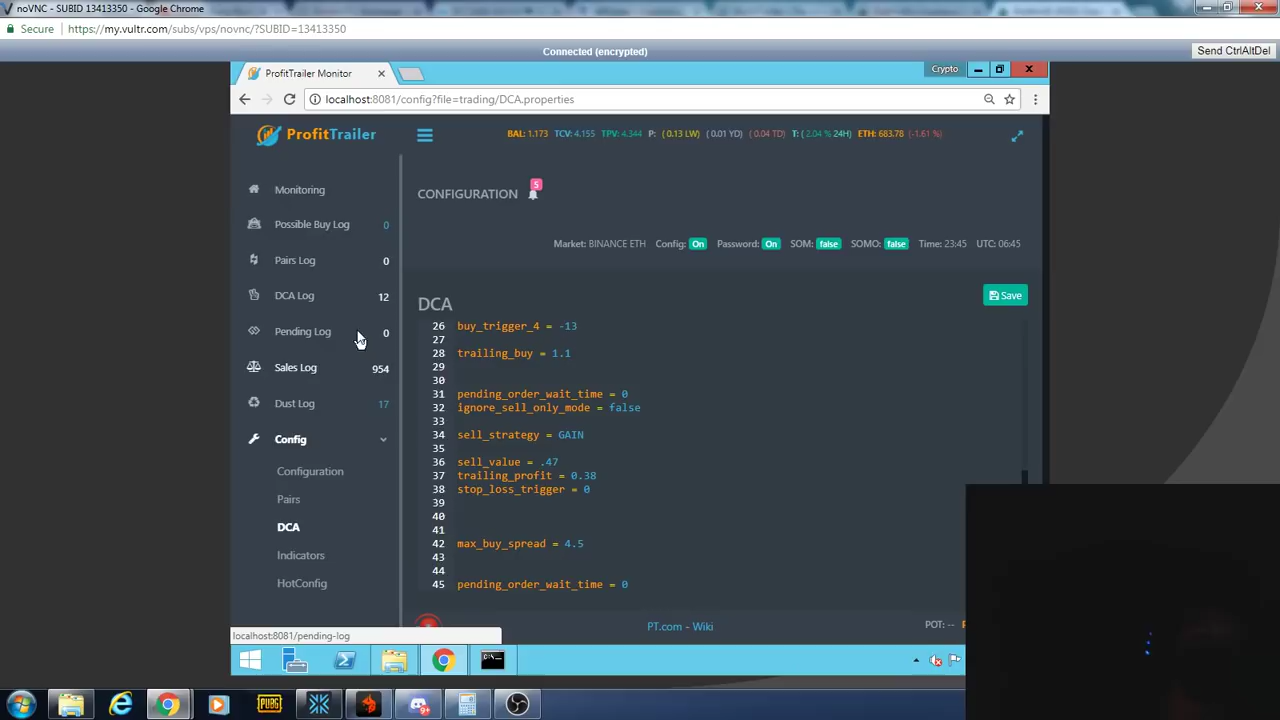 noVNC - SUBID 13413350 - Google Chrome
Secure https://my.vultr.com/subs/vps/novnc/?SUBID=13413350
Connected (encrypted)
Send CtrlAltDel
ProfitTrailer Monitor
Crypto
localhost:8081/config?file=trading/DCA.properties
ProfitTrailer
BAL: 1.173 TCV: 4.155 TPV: 4.344 P: ( 0.13 LW) ( 0.01 YD) ( 0.04 TD) T: ( 2.04 % 24H) ETH: 683.78 (-1.61 %)
Monitoring
Possible Buy Log 0
Pairs Log 0
DCA Log 12
Pending Log 0
Sales Log 954
Dust Log 17
Config
Configuration
Pairs
DCA
Indicators
HotConfig
CONFIGURATION 5
Market: BINANCE ETH Config: On Password: On SOM: false SOMO: false Time: 23:45 UTC: 06:45
DCA
Save
26 buy_trigger_4 = -13
27
28 trailing_buy = 1.1
29
30
31 pending_order_wait_time = 0
32 ignore_sell_only_mode = false
33
34 sell_strategy = GAIN
35
36 sell_value = .47
37 trailing_profit = 0.38
38 stop_loss_trigger = 0
39
40
41
42 max_buy_spread = 4.5
43
44
45 pending_order_wait_time = 0
PT.com - Wiki
POT: --
localhost:8081/pending-log
PUBG